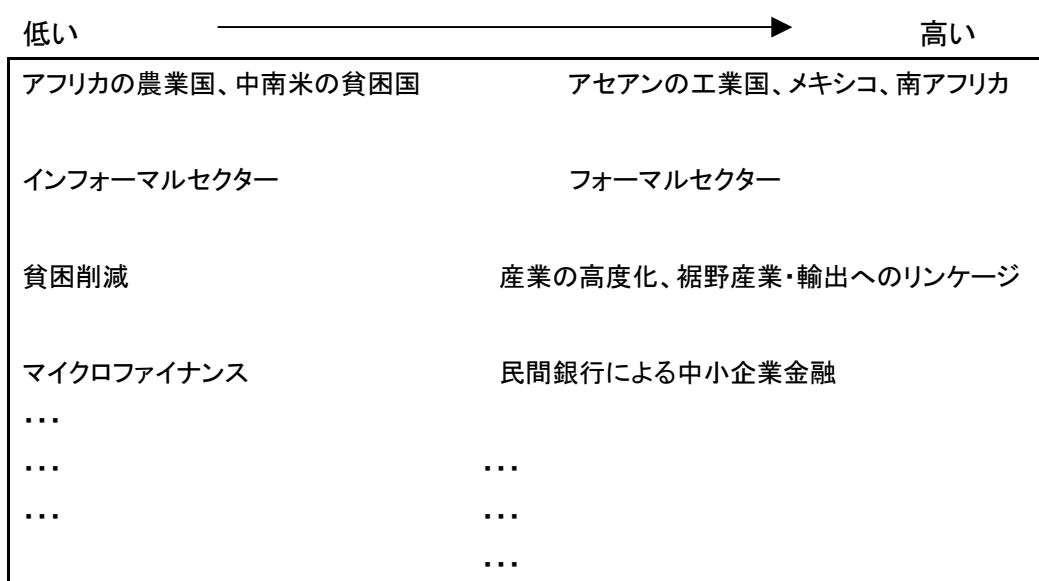 低い 高い
アフリカの農業国、中南米の貧困国 アセアンの工業国、メキシコ、南アフリカ
インフォーマルセクター フォーマルセクター
貧困削減 産業の高度化、裾野産業・輸出へのリンケージ
マイクロファイナンス 民間銀行による中小企業金融
・・・
・・・ ・・・
・・・ ・・・
・・・